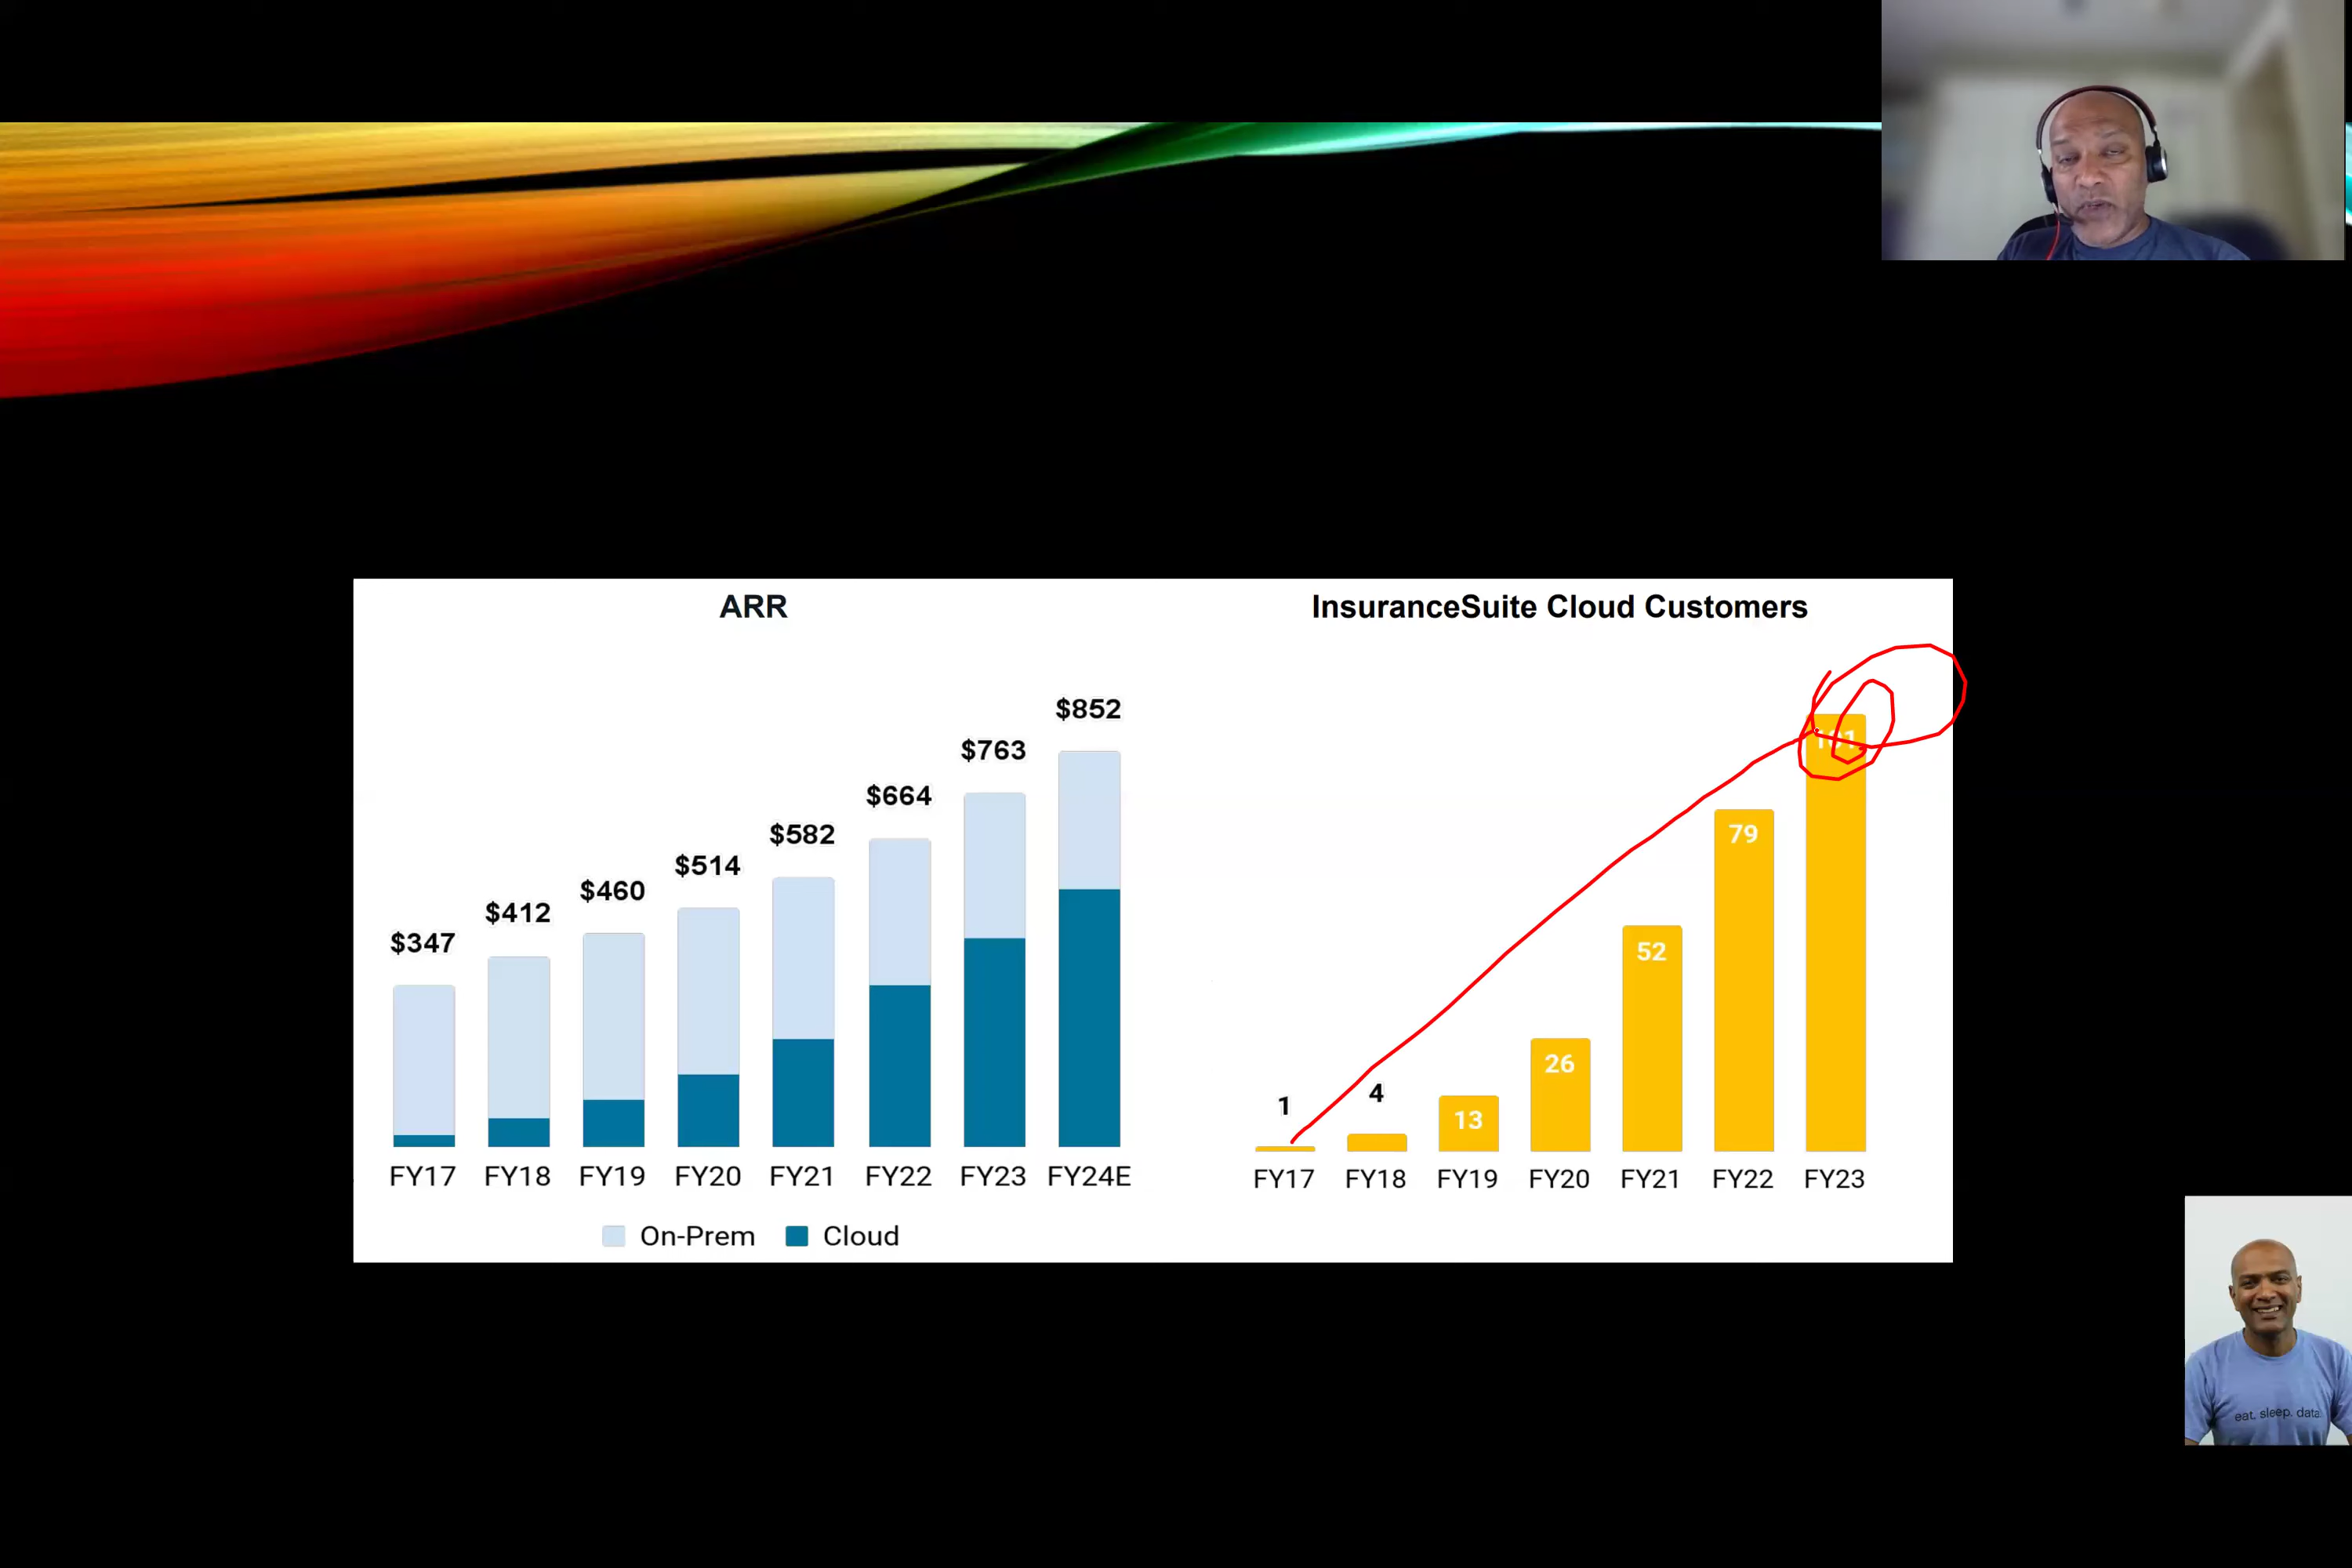 ARR
$347
$412
$460
$514
$582
$664
$763
$852
FY17 FY18 FY19 FY20 FY21 FY22 FY23 FY24E
On-Prem Cloud
InsuranceSuite Cloud Customers
1
4
13
26
52
79
101
FY17 FY18 FY19 FY20 FY21 FY22 FY23
eat. sleep. data.